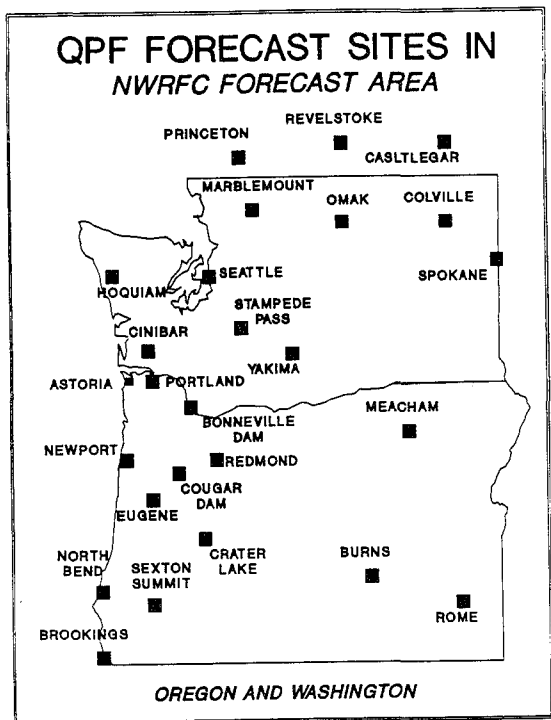 QPF FORECAST SITES IN
NWRFC FORECAST AREA
REVELSTOKE
PRINCETON
CASLTLEGAR
MARBLEMOUNT
OMAK
COLVILLE
SPOKANE
SEATTLE
HOQUIAM
STAMPEDE
PASS
CINIBAR
YAKIMA
ASTORIA
PORTLAND
MEACHAM
BONNEVILLE
DAM
NEWPORT
REDMOND
COUGAR
DAM
EUGENE
NORTH
BEND
SEXTON
SUMMIT
CRATER
LAKE
BURNS
ROME
BROOKINGS
OREGON AND WASHINGTON